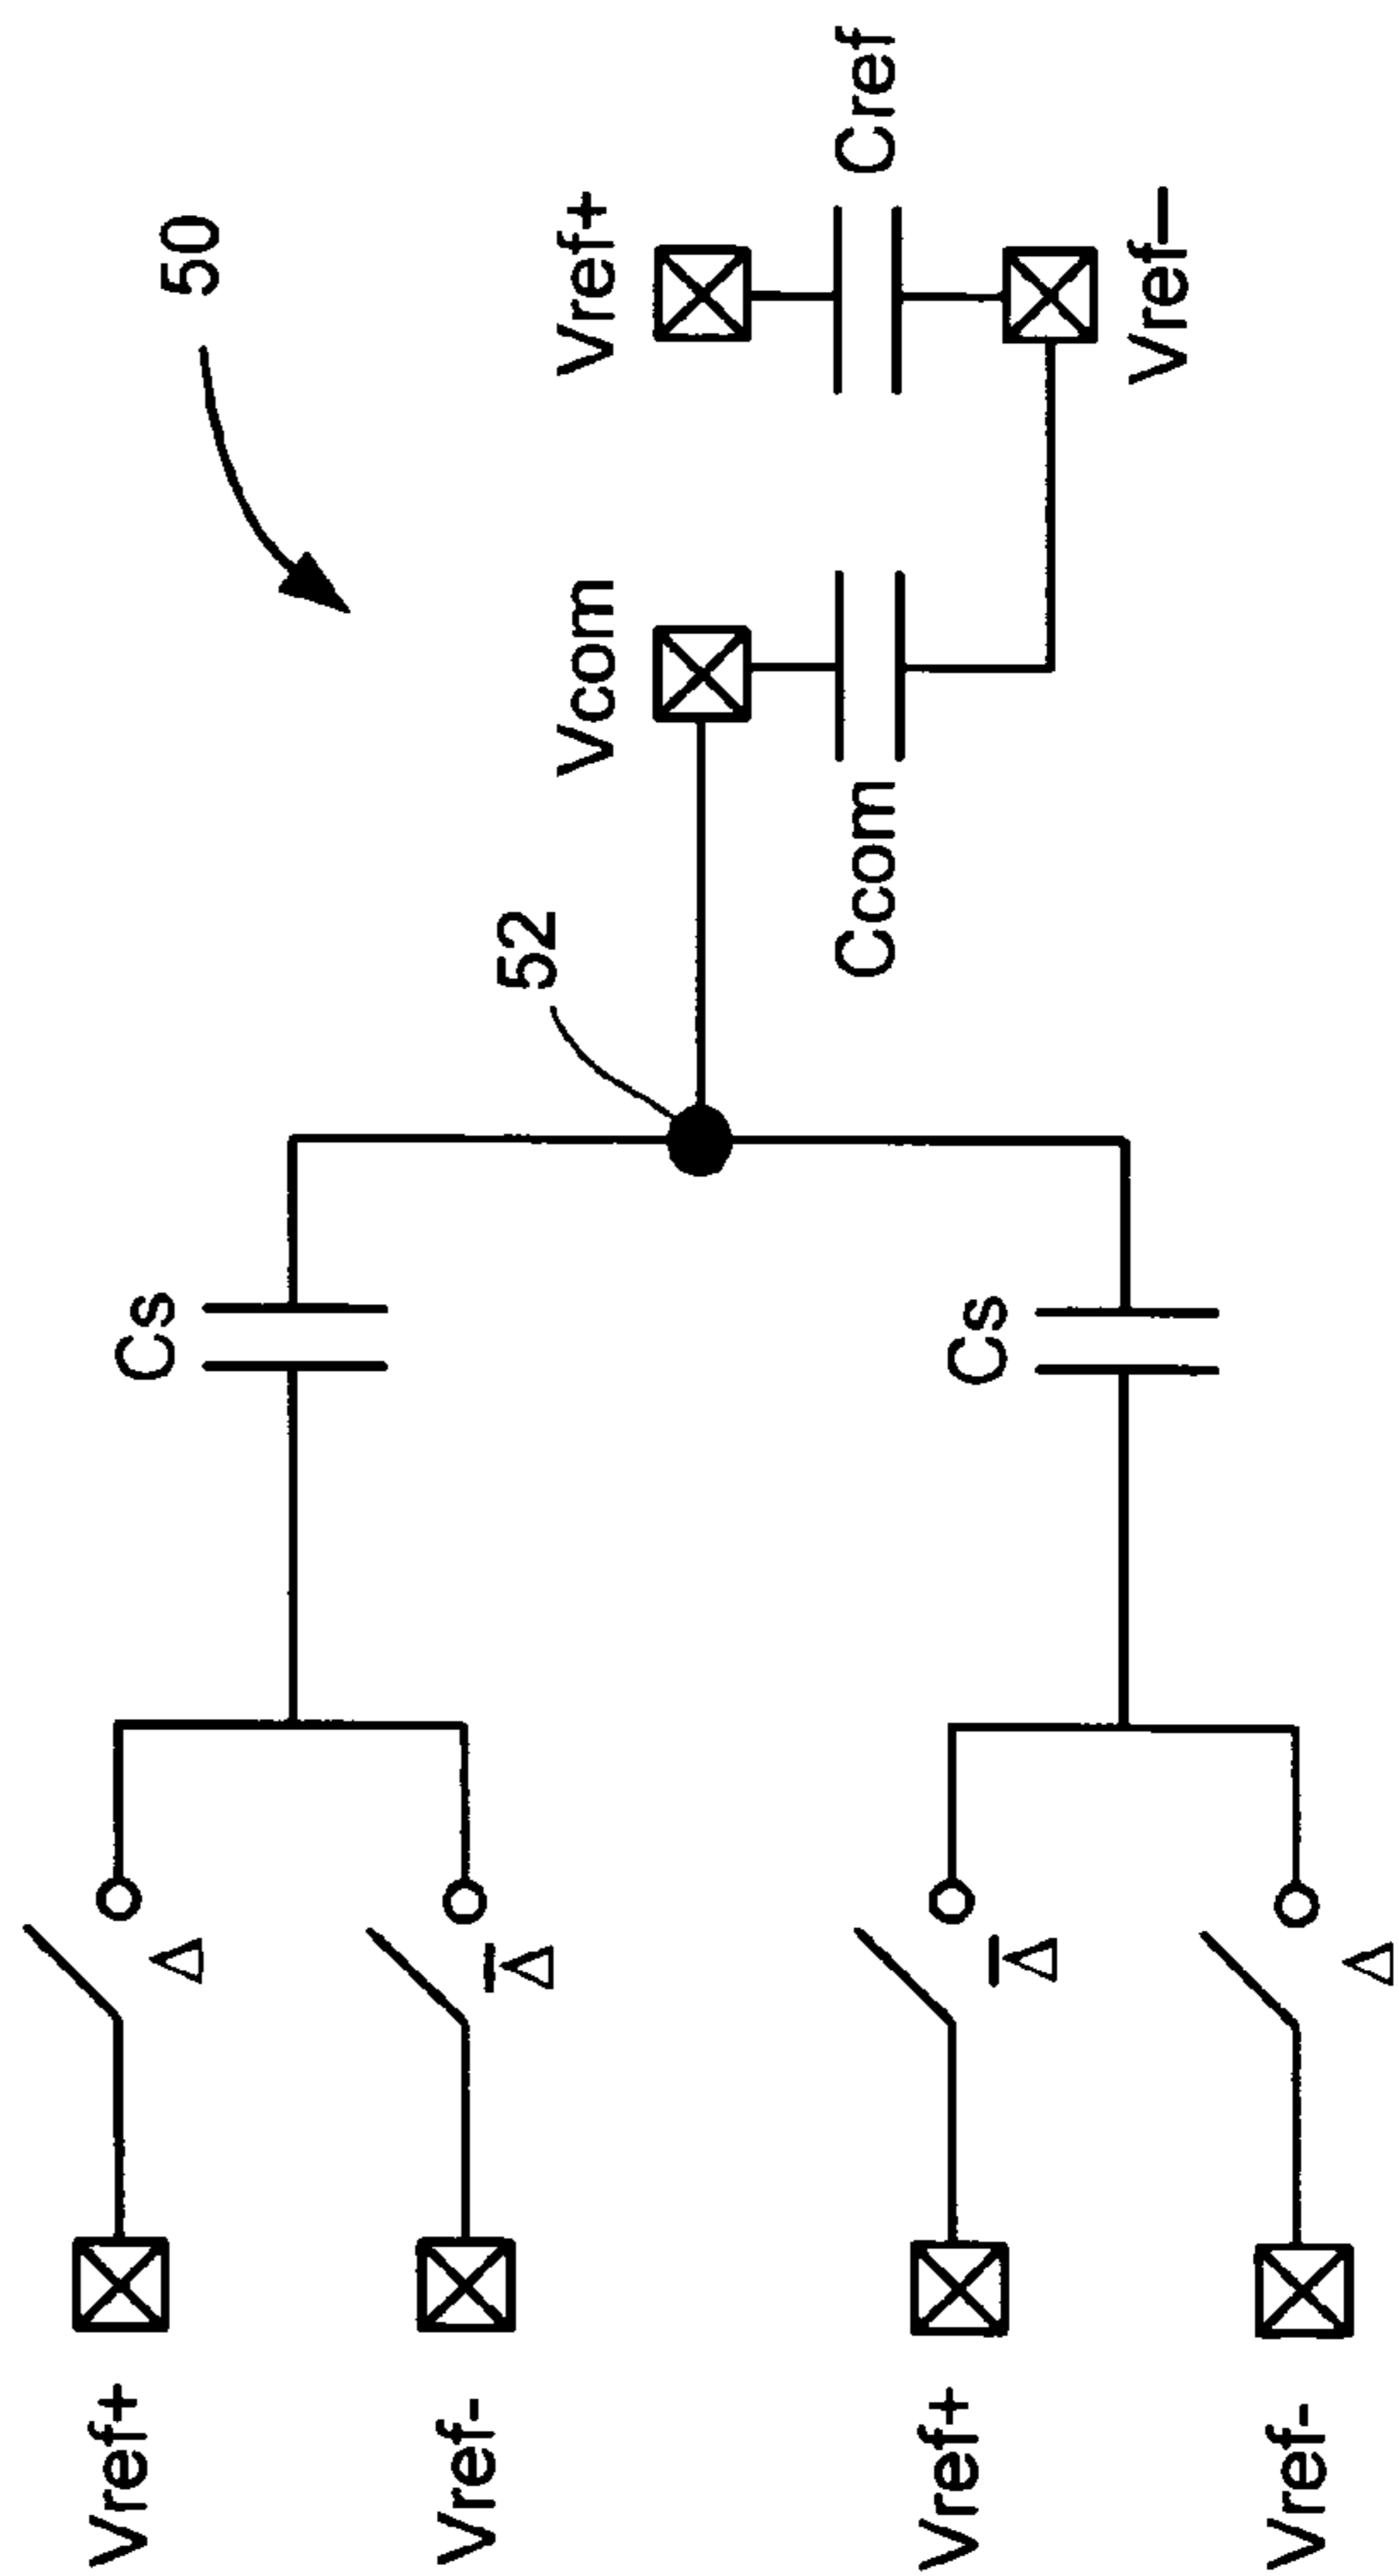 Vref+
Cs
50
Δ
Vref-
Δ̅
52
Vcom
Vref+
Ccom
Cref
Vref+
Cs
Δ̅
Vref–
Vref-
Δ